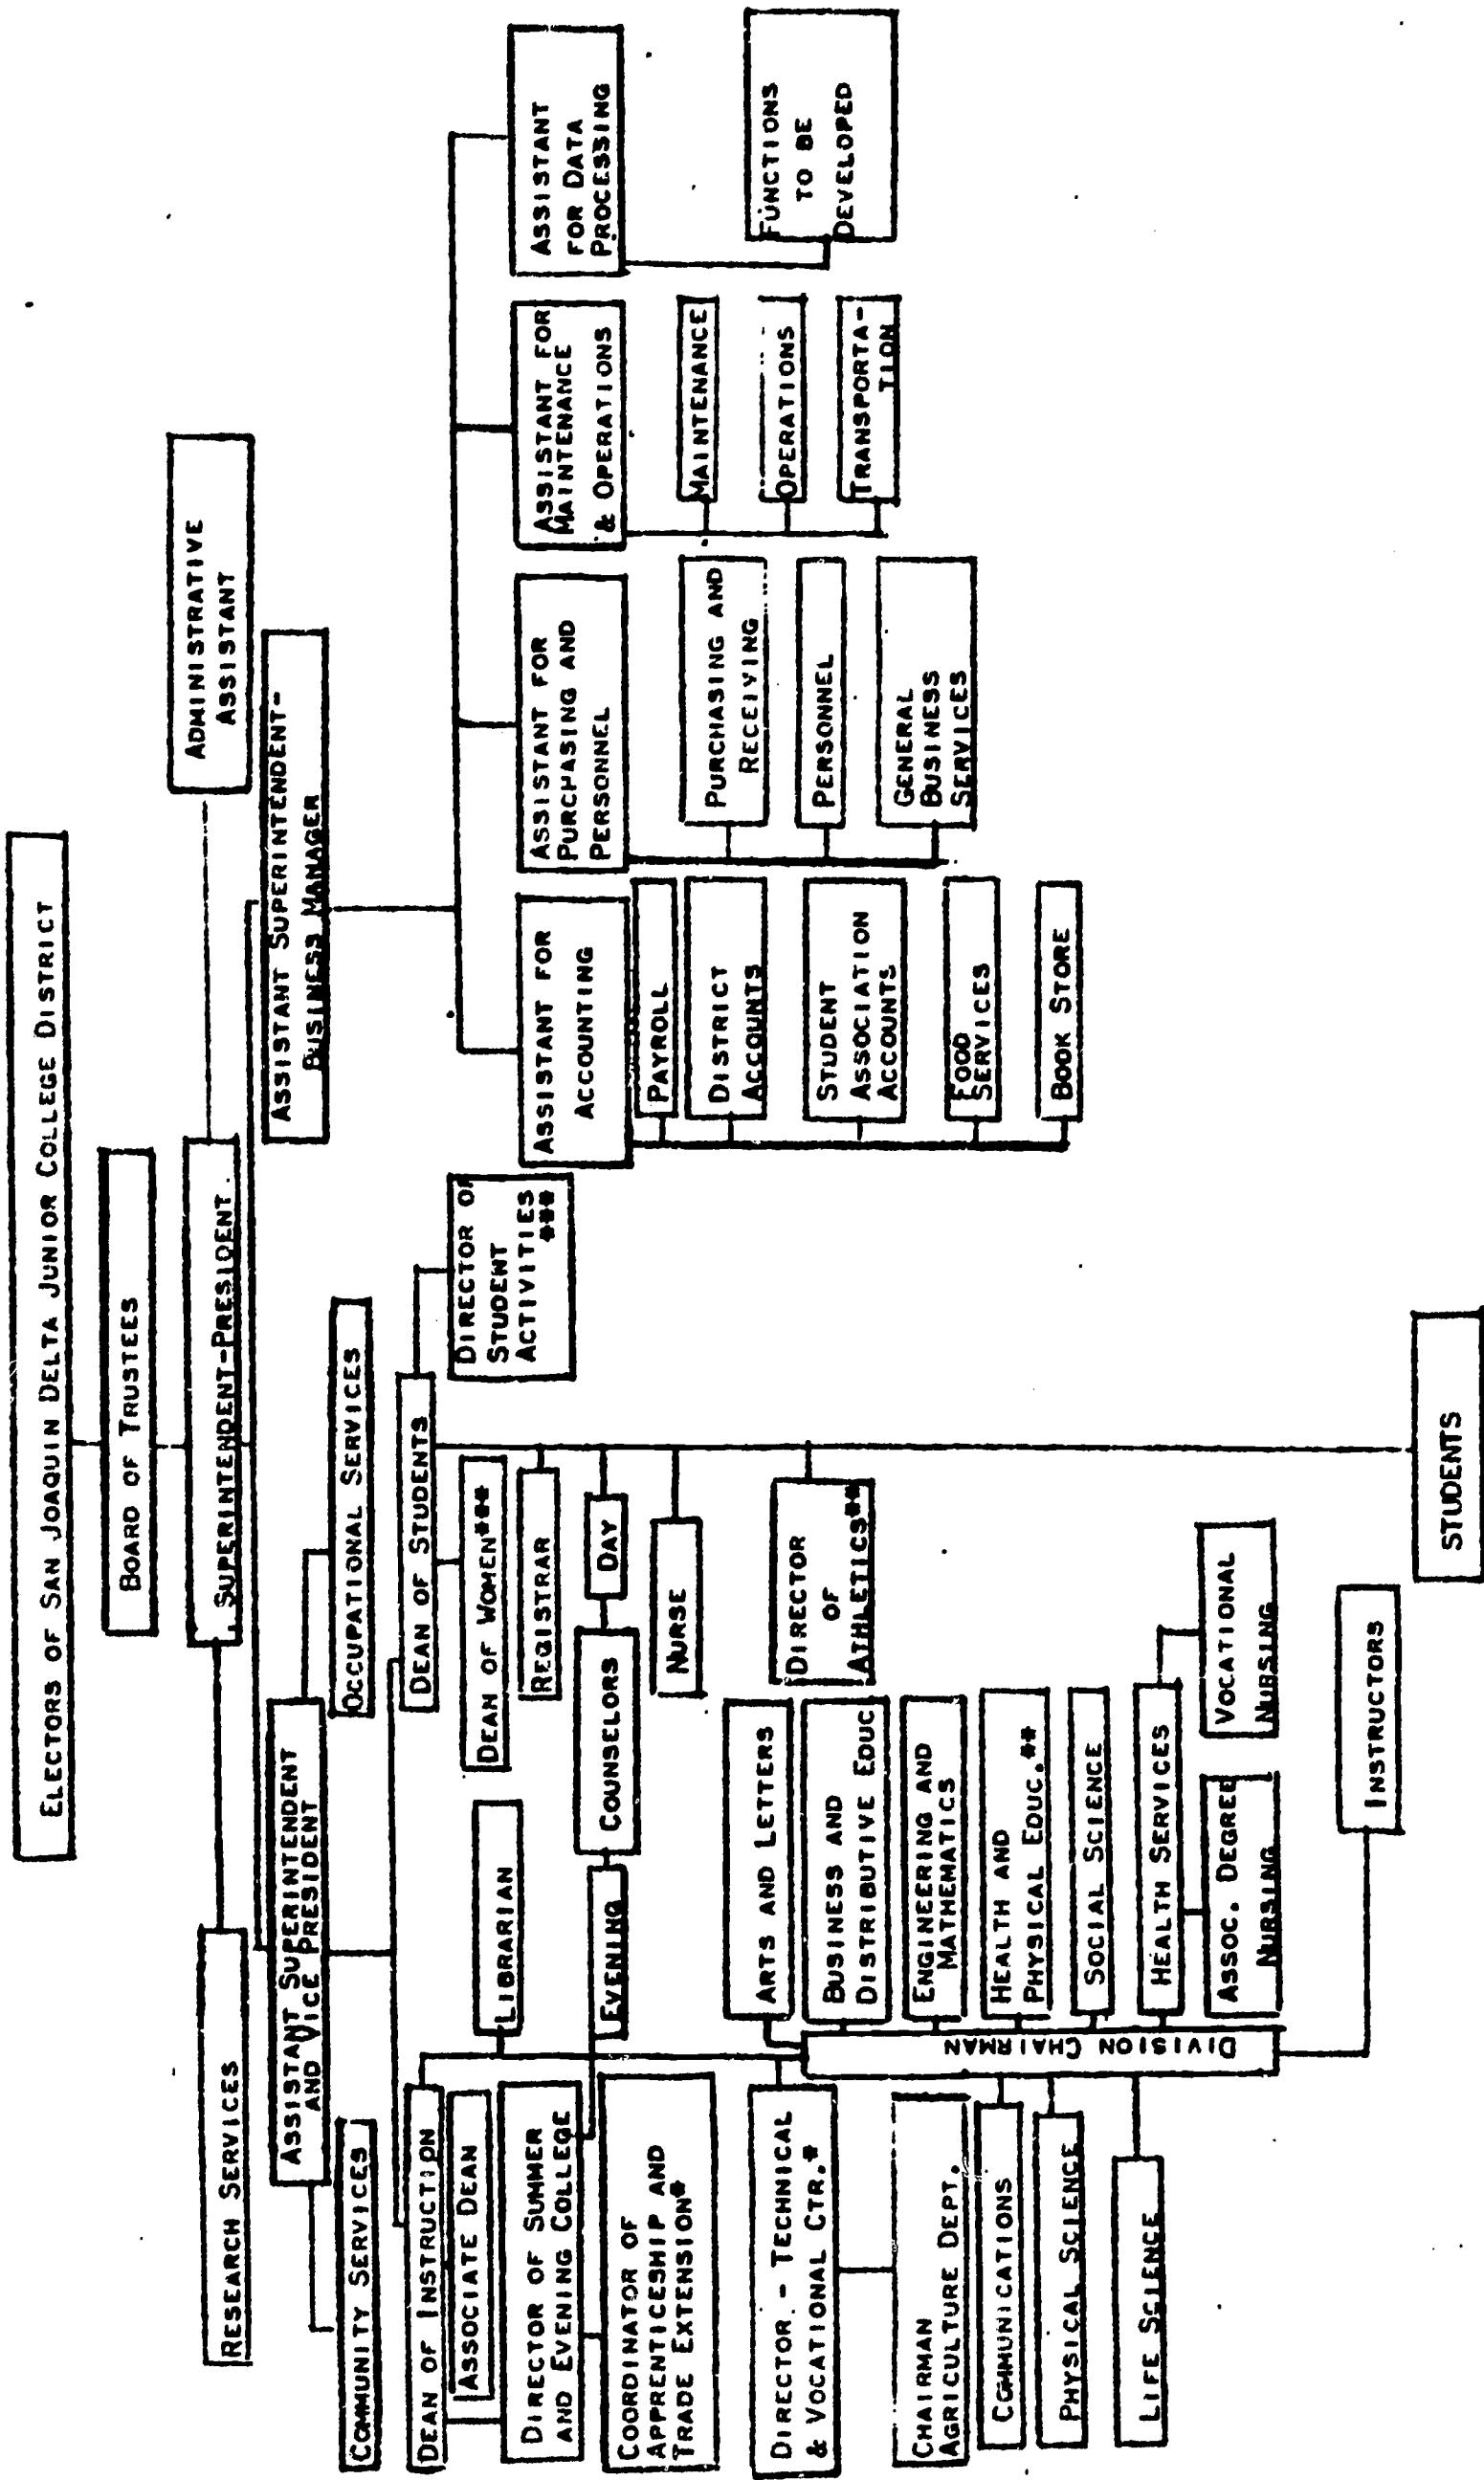 ELECTORS OF SAN JOAQUIN DELTA JUNIOR COLLEGE DISTRICT
BOARD OF TRUSTEES
SUPERINTENDENT-PRESIDENT
RESEARCH SERVICES
ADMINISTRATIVE
ASSISTANT
ASSISTANT SUPERINTENDENT
AND VICE PRESIDENT
ASSISTANT SUPERINTENDENT-
BUSINESS MANAGER
COMMUNITY SERVICES
OCCUPATIONAL SERVICES
DEAN OF INSTRUCTION
ASSOCIATE DEAN
LIBRARIAN
DIRECTOR OF SUMMER
AND EVENING COLLEGE
COORDINATOR OF
APPRENTICESHIP AND
TRADE EXTENSION*
EVENING
COUNSELORS
DAY
DEAN OF STUDENTS
DEAN OF WOMEN***
REGISTRAR
NURSE
DIRECTOR
OF
ATHLETICS**
DIRECTOR OF
STUDENT
ACTIVITIES
***
DIRECTOR - TECHNICAL
& VOCATIONAL CTR.*
CHAIRMAN
AGRICULTURE DEPT.
COMMUNICATIONS
PHYSICAL SCIENCE
LIFE SCIENCE
DIVISION CHAIRMAN
ARTS AND LETTERS
BUSINESS AND
DISTRIBUTIVE EDUC
ENGINEERING AND
MATHEMATICS
HEALTH AND
PHYSICAL EDUC.**
SOCIAL SCIENCE
HEALTH SERVICES
ASSOC. DEGREE
NURSING
VOCATIONAL
NURSING
INSTRUCTORS
STUDENTS
ASSISTANT FOR
ACCOUNTING
PAYROLL
DISTRICT
ACCOUNTS
STUDENT
ASSOCIATION
ACCOUNTS
FOOD
SERVICES
BOOK STORE
ASSISTANT FOR
PURCHASING AND
PERSONNEL
PURCHASING AND
RECEIVING
PERSONNEL
GENERAL
BUSINESS
SERVICES
ASSISTANT FOR
MAINTENANCE
& OPERATIONS
MAINTENANCE
OPERATIONS
TRANSPORTA-
TION
ASSISTANT
FOR DATA
PROCESSING
FUNCTIONS
TO BE
DEVELOPED